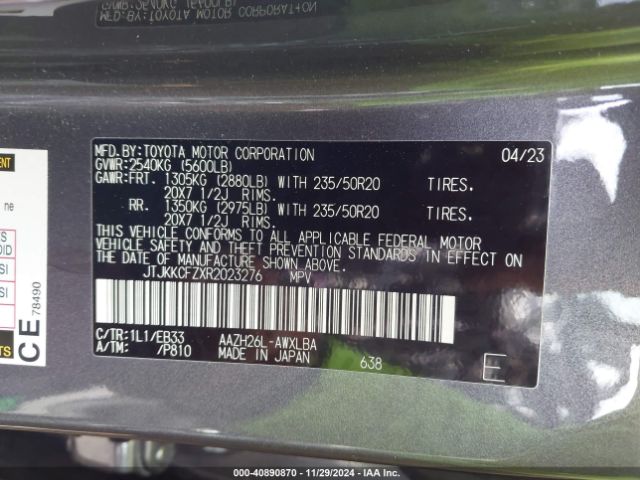 MFD.BY:TOYOTA MOTOR CORPORATION 04/23
GVWR:2540KG (5600LB)
GAWR:FRT. 1305KG (2880LB) WITH 235/50R20 TIRES.
20X7 1/2J RIMS.
RR. 1350KG (2975LB) WITH 235/50R20 TIRES.
20X7 1/2J RIMS.
THIS VEHICLE CONFORMS TO ALL APPLICABLE FEDERAL MOTOR
VEHICLE SAFETY AND THEFT PREVENTION STANDARDS IN EFFECT ON
THE DATE OF MANUFACTURE SHOWN ABOVE.
JTJKKCFZXR2023276 MPV
C/TR:1L1/EB33 AAZH26L-AWXLBA
A/TM: /P810 MADE IN JAPAN 638 E
ne
SI
SI
CE 78490
000-40890870 | 11/29/2024 | IAA Inc.